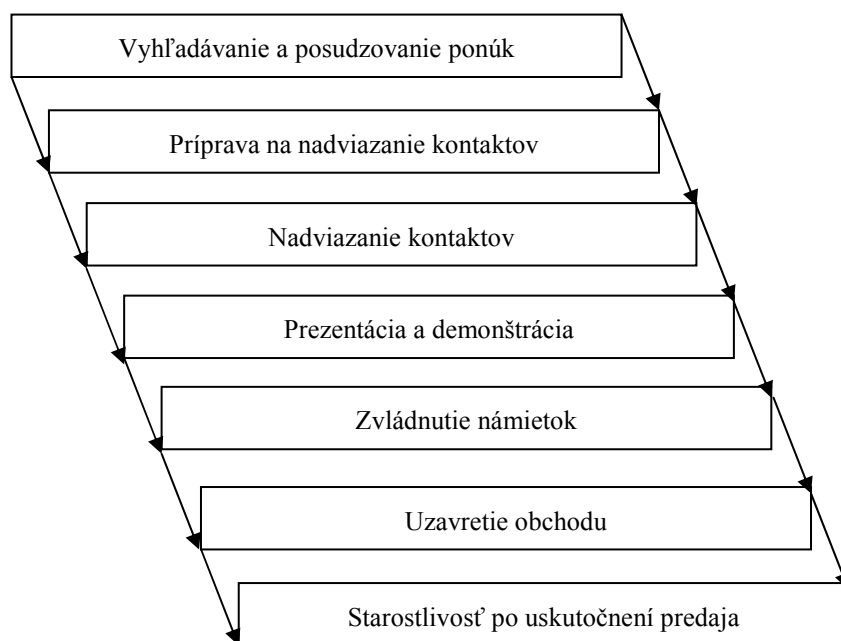 Vyhľadávanie a posudzovanie ponúk
Príprava na nadviazanie kontaktov
Nadviazanie kontaktov
Prezentácia a demonštrácia
Zvládnutie námietok
Uzavretie obchodu
Starostlivosť po uskutočnení predaja